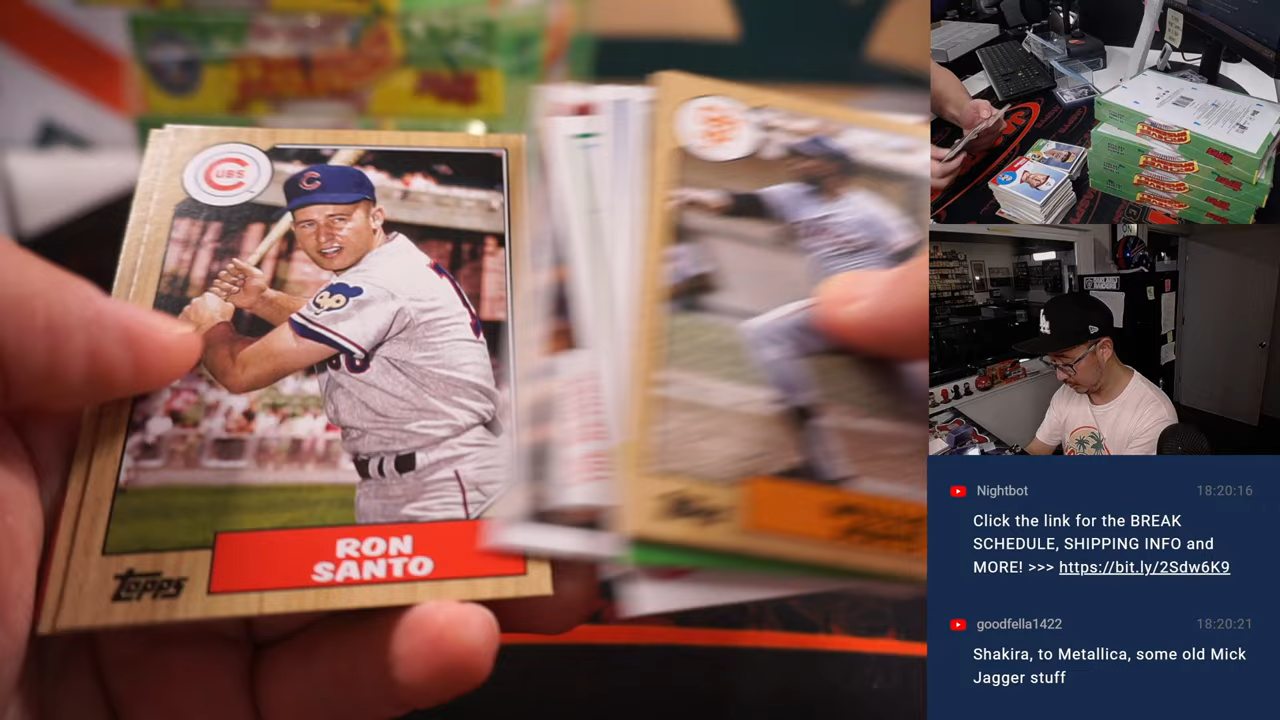 CUBS
C
RON
SANTO
Topps
LA
Nightbot
18:20:16
Click the link for the BREAK
SCHEDULE, SHIPPING INFO and
MORE! >>> https://bit.ly/2Sdw6K9
goodfella1422
18:20:21
Shakira, to Metallica, some old Mick
Jagger stuff